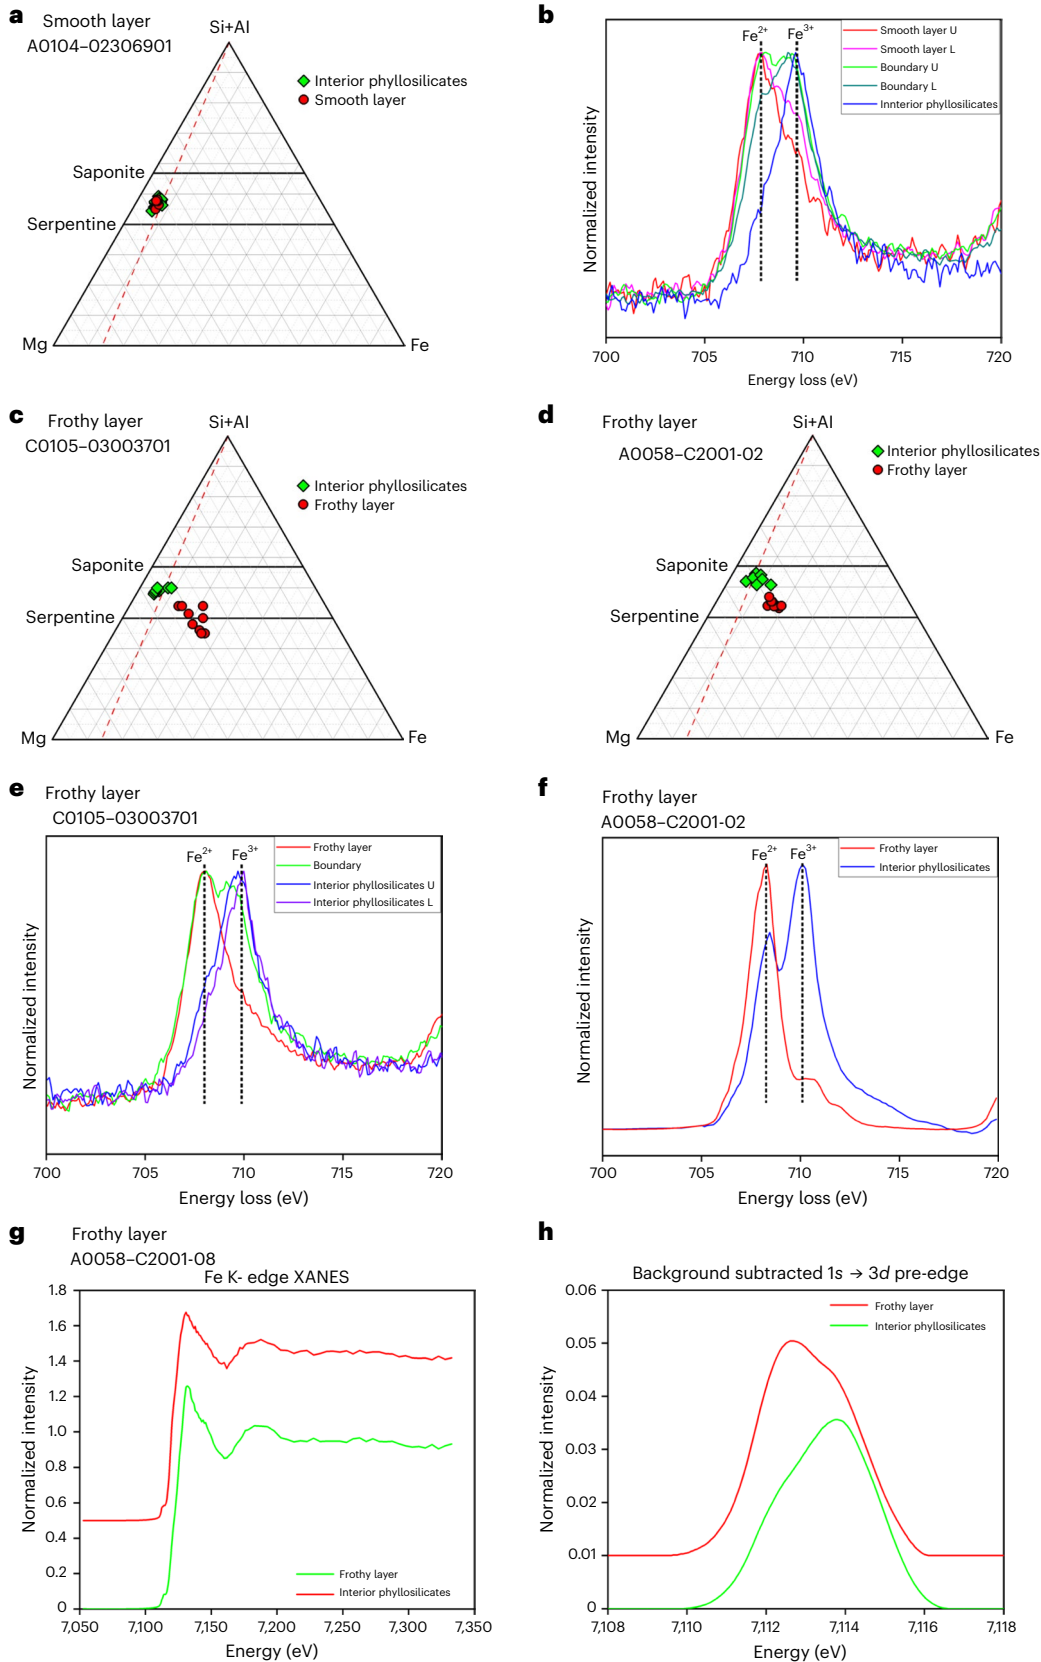 a
Smooth layer
A0104–02306901
Si+Al
Interior phyllosilicates
Smooth layer
Saponite
Serpentine
Mg
Fe
b
Fe2+
Fe3+
Smooth layer U
Smooth layer L
Boundary U
Boundary L
Innterior phyllosilicates
Normalized intensity
700
705
710
715
720
Energy loss (eV)
c
Frothy layer
C0105–03003701
Si+Al
Interior phyllosilicates
Frothy layer
Saponite
Serpentine
Mg
Fe
d
Frothy layer
A0058–C2001-02
Si+Al
Interior phyllosilicates
Frothy layer
Saponite
Serpentine
Mg
Fe
e
Frothy layer
C0105–03003701
Fe2+
Fe3+
Frothy layer
Boundary
Interior phyllosilicates U
Interior phyllosilicates L
Normalized intensity
700
705
710
715
720
Energy loss (eV)
f
Frothy layer
A0058–C2001-02
Fe2+
Fe3+
Frothy layer
Interior phyllosilicates
Normalized intensity
700
705
710
715
720
Energy loss (eV)
g
Frothy layer
A0058–C2001-08
Fe K- edge XANES
1.8
1.6
1.4
1.2
1.0
0.8
0.6
0.4
0.2
0
Normalized intensity
Frothy layer
Interior phyllosilicates
7,050
7,100
7,150
7,200
7,250
7,300
7,350
Energy (eV)
h
Background subtracted 1s → 3d pre-edge
0.06
0.05
0.04
0.03
0.02
0.01
0
Normalized intensity
Frothy layer
Interior phyllosilicates
7,108
7,110
7,112
7,114
7,116
7,118
Energy (eV)